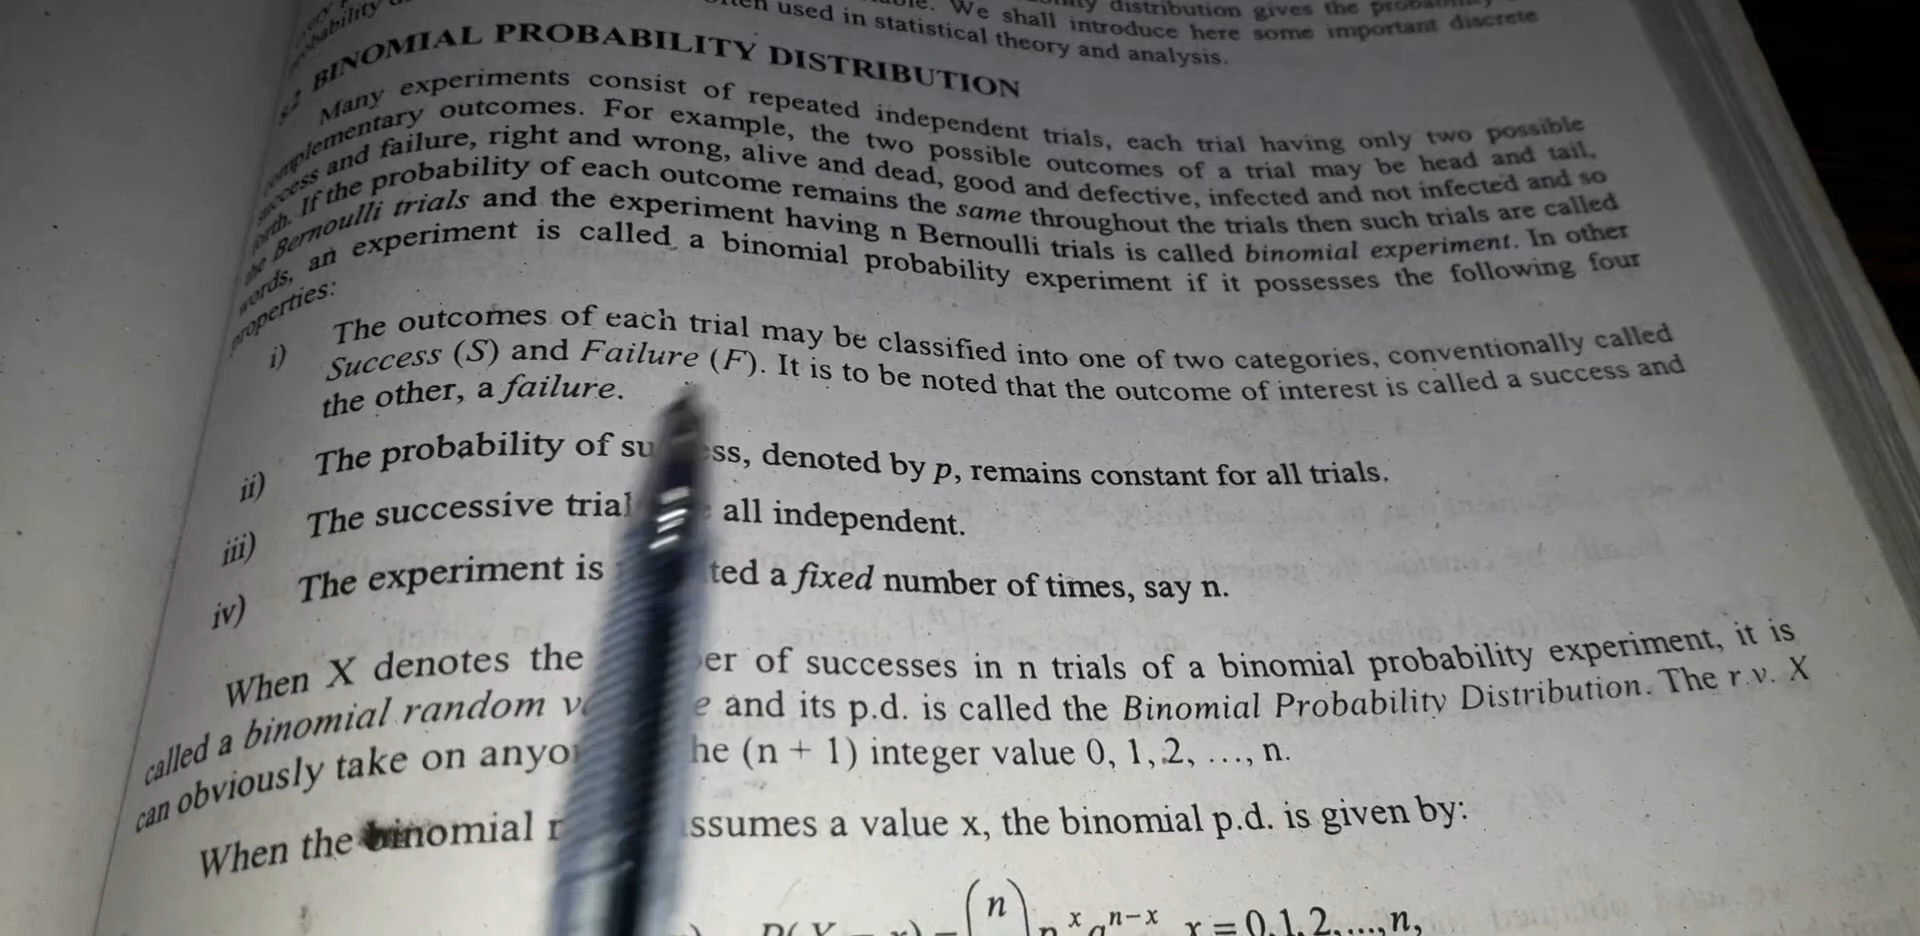 distribution gives the
We shall introduce here some important discrete
used in statistical theory and analysis.
BINOMIAL PROBABILITY DISTRIBUTION
Many experiments consist of repeated independent trials, each trial having only two possible
complementary outcomes. For example, the two possible outcomes of a trial may be head and tail,
success and failure, right and wrong, alive and dead, good and defective, infected and not infected and so
forth. If the probability of each outcome remains the same throughout the trials then such trials are called
the Bernoulli trials and the experiment having n Bernoulli trials is called binomial experiment. In other
words, an experiment is called a binomial probability experiment if it possesses the following four
properties:
i) The outcomes of each trial may be classified into one of two categories, conventionally called
Success (S) and Failure (F). It is to be noted that the outcome of interest is called a success and
the other, a failure.
ii) The probability of su ss, denoted by p, remains constant for all trials.
iii) The successive trial all independent.
iv) The experiment is ted a fixed number of times, say n.
When X denotes the er of successes in n trials of a binomial probability experiment, it is
called a binomial random v e and its p.d. is called the Binomial Probability Distribution. The r.v. X
can obviously take on anyo he (n + 1) integer value 0, 1, 2, ..., n.
When the binomial r ssumes a value x, the binomial p.d. is given by:
(n) p^x q^n-x x = 0,1,2,...,n,